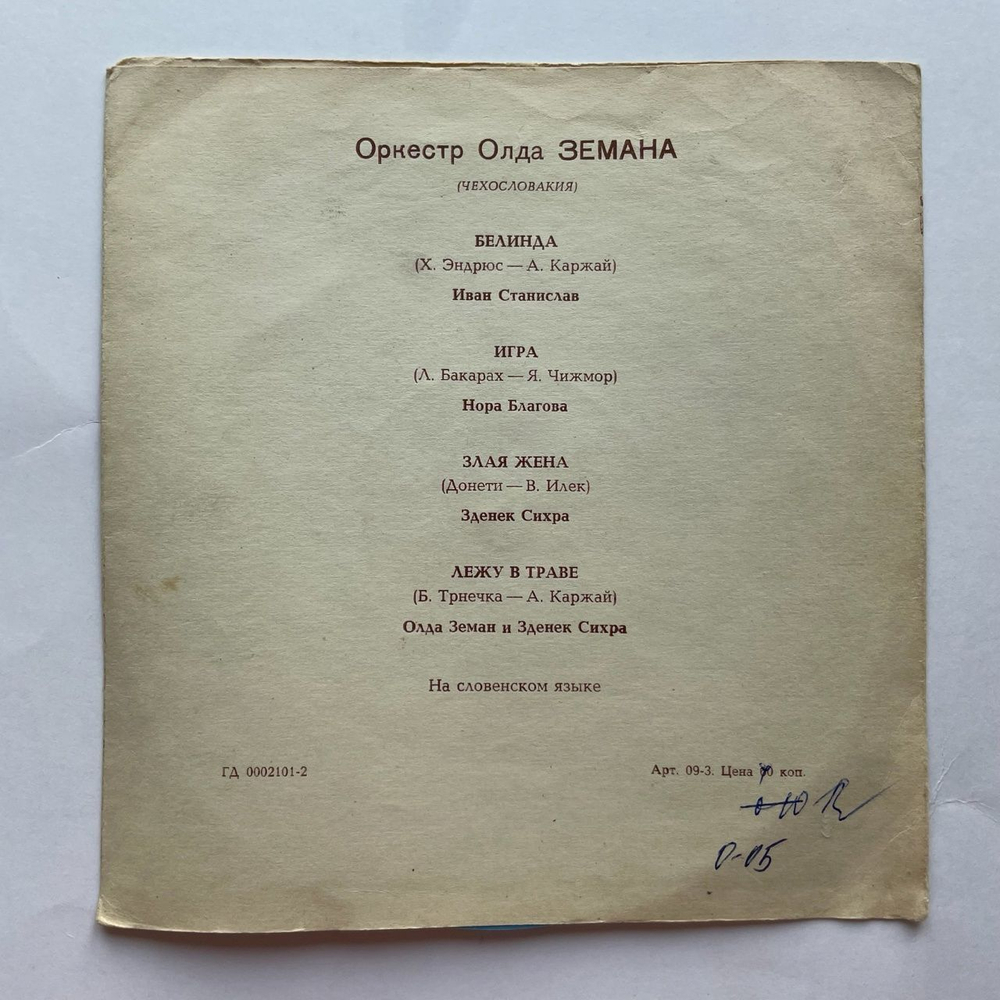 Оркестр Олда ЗЕМАНА
(ЧЕХОСЛОВАКИЯ)
БЕЛИНДА
(Х. Эндрюс — А. Каржай)
Иван Станислав
ИГРА
(Л. Бакарах — Я. Чижмор)
Нора Благова
ЗЛАЯ ЖЕНА
(Донети — В. Илек)
Зденек Сихра
ЛЕЖУ В ТРАВЕ
(Б. Трнечка — А. Каржай)
Олда Земан и Зденек Сихра
На словенском языке
ГД 0002101-2
Арт. 09-3. Цена коп.
0-05